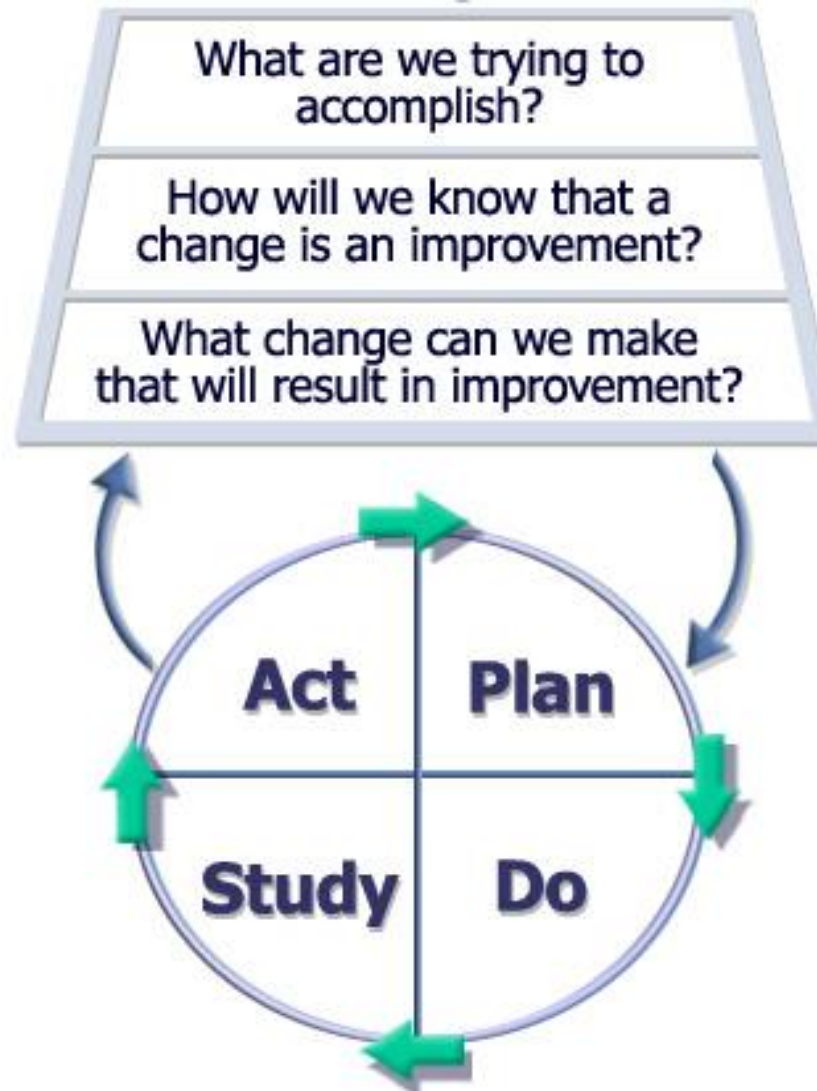 What are we trying to
accomplish?
How will we know that a
change is an improvement?
What change can we make
that will result in improvement?
Act
Plan
Study
Do